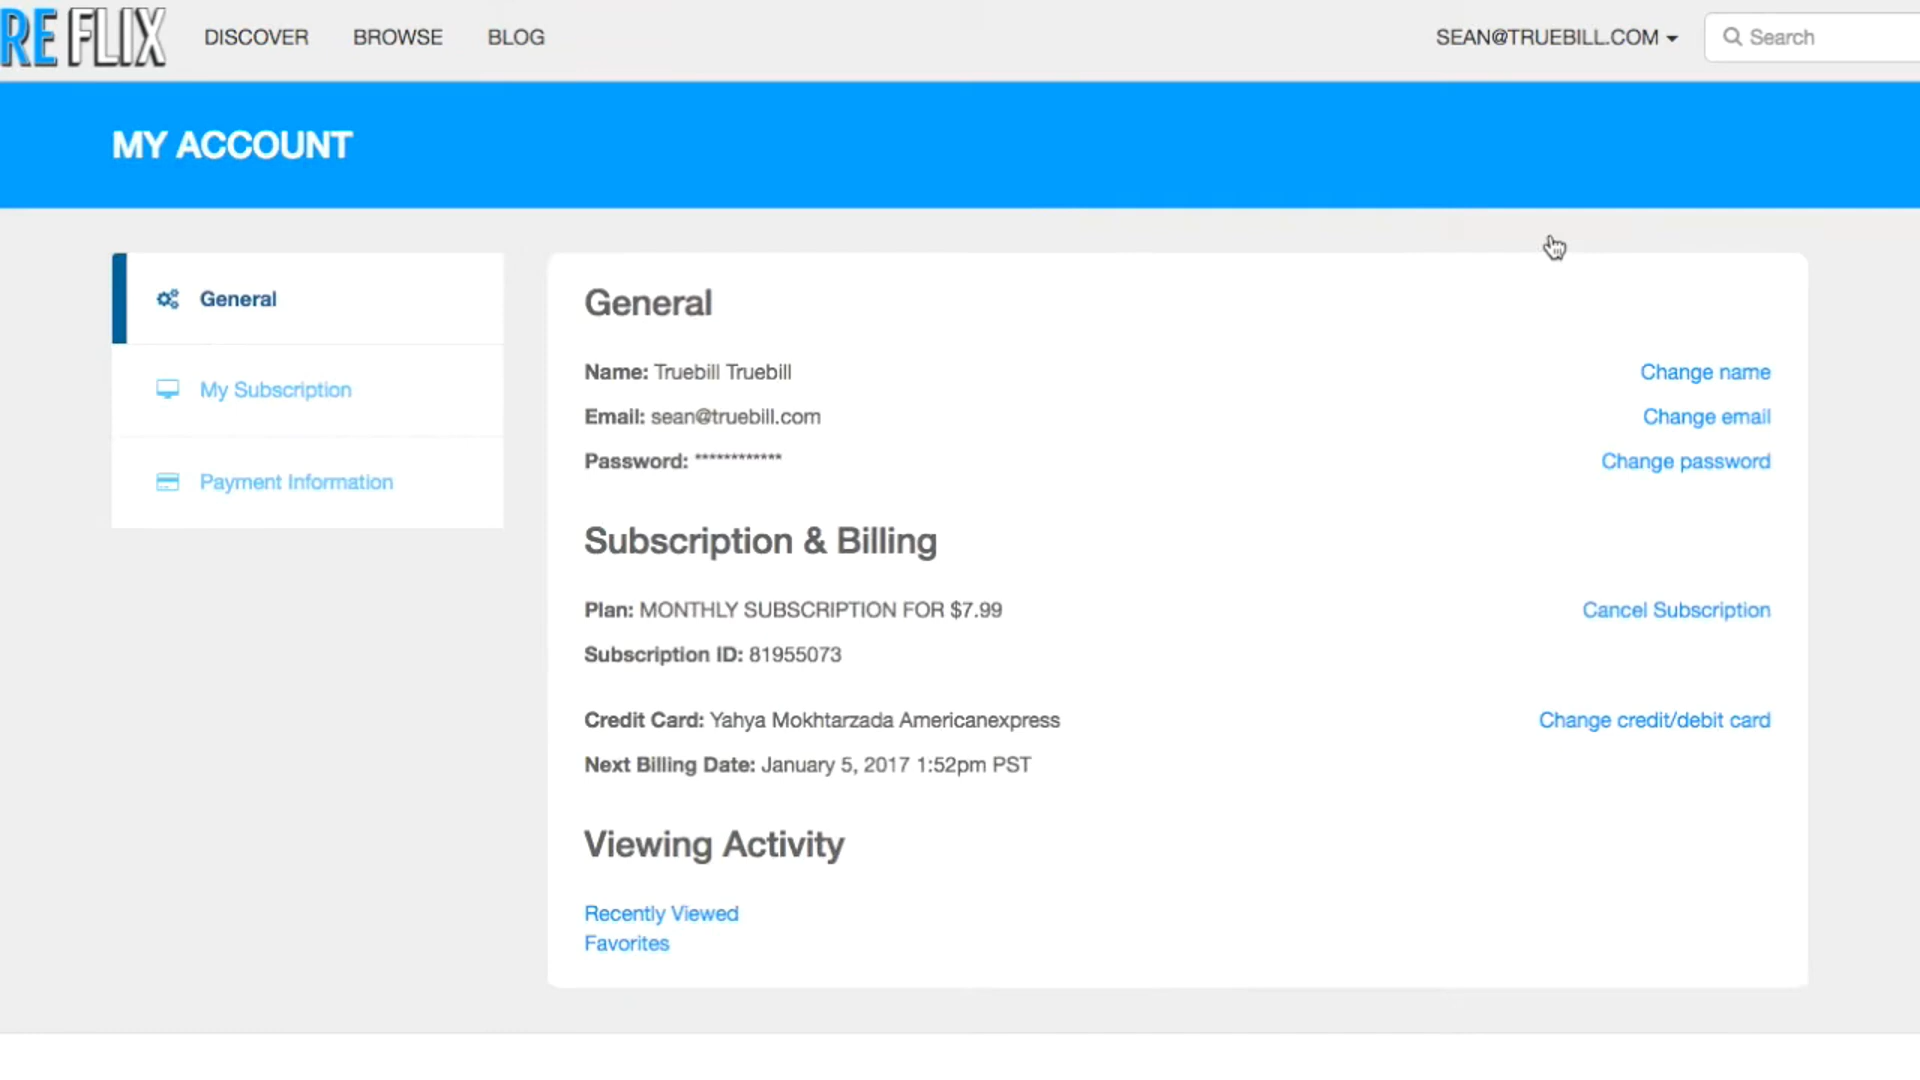 RE FLIX DISCOVER BROWSE BLOG SEAN@TRUEBILL.COM Search
MY ACCOUNT
General
My Subscription
Payment Information
General
Name: Truebill Truebill Change name
Email: sean@truebill.com Change email
Password: ************ Change password
Subscription & Billing
Plan: MONTHLY SUBSCRIPTION FOR $7.99 Cancel Subscription
Subscription ID: 81955073
Credit Card: Yahya Mokhtarzada Americanexpress Change credit/debit card
Next Billing Date: January 5, 2017 1:52pm PST
Viewing Activity
Recently Viewed
Favorites